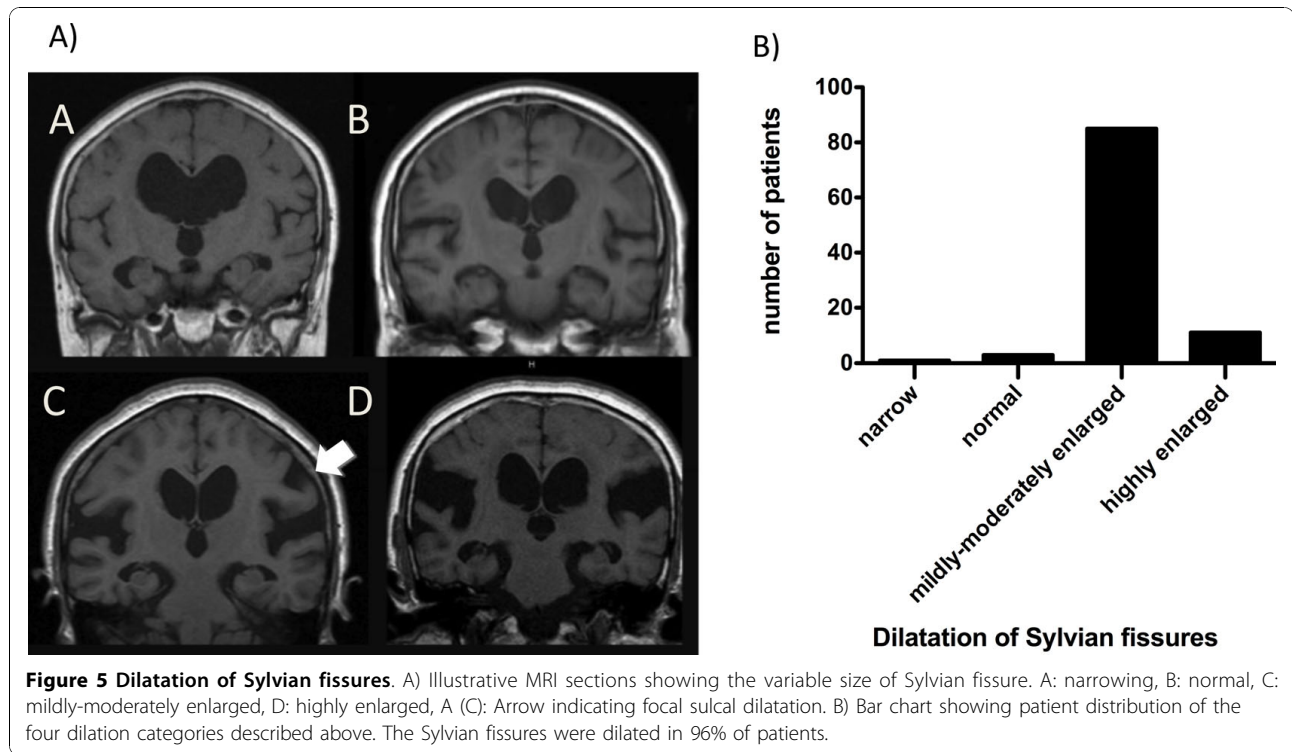 A)
A
B
C
D
H
B)
100
80
60
40
20
0
number of patients
narrow
normal
mildly-moderately enlarged
highly enlarged
Dilatation of Sylvian fissures
Figure 5 Dilatation of Sylvian fissures. A) Illustrative MRI sections showing the variable size of Sylvian fissure. A: narrowing, B: normal, C:
mildly-moderately enlarged, D: highly enlarged, A (C): Arrow indicating focal sulcal dilatation. B) Bar chart showing patient distribution of the
four dilation categories described above. The Sylvian fissures were dilated in 96% of patients.